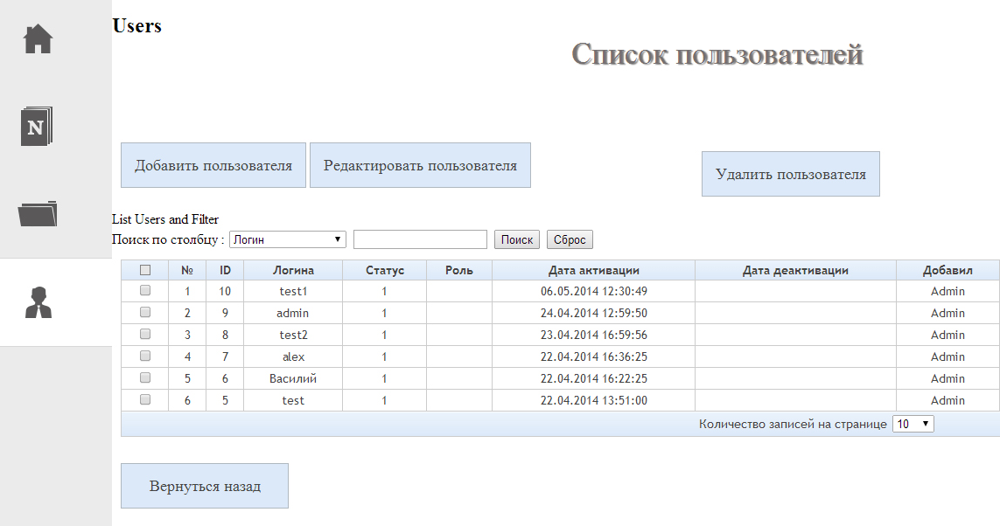 Users
Список пользователей
N
Добавить пользователя Редактировать пользователя Удалить пользователя
List Users and Filter
Поиск по столбцу : Логин Поиск Сброс
№ ID Логина Статус Роль Дата активации Дата деактивации Добавил
1 10 test1 1 06.05.2014 12:30:49 Admin
2 9 admin 1 24.04.2014 12:59:50 Admin
3 8 test2 1 23.04.2014 16:59:56 Admin
4 7 alex 1 22.04.2014 16:36:25 Admin
5 6 Василий 1 22.04.2014 16:22:25 Admin
6 5 test 1 22.04.2014 13:51:00 Admin
Количество записей на странице 10
Вернуться назад